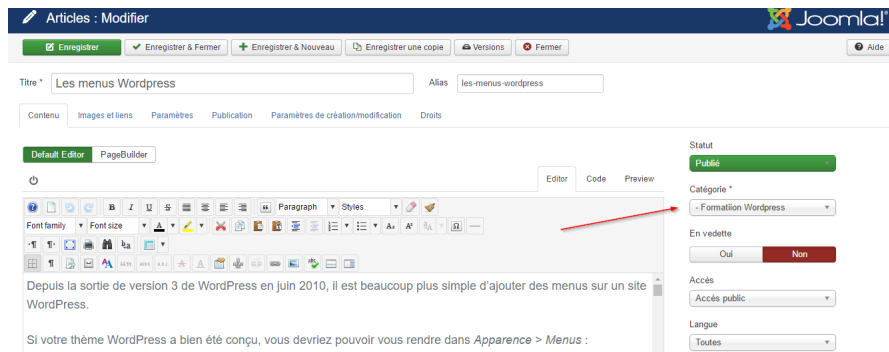 Articles : Modifier
Joomla!®
Enregistrer Enregistrer & Fermer Enregistrer & Nouveau Enregistrer une copie Versions Fermer Aide
Titre * Les menus Wordpress Alias les-menus-wordpress
Contenu Images et liens Paramètres Publication Paramètres de création/modification Droits
Default Editor PageBuilder
Editor Code Preview
B I U S Paragraph Styles
Font family Font size A
Depuis la sortie de version 3 de WordPress en juin 2010, il est beaucoup plus simple d'ajouter des menus sur un site
WordPress.
Si votre thème WordPress a bien été conçu, vous devriez pouvoir vous rendre dans Apparence > Menus :
Statut
Publié
Catégorie *
- Formatiion Wordpress
En vedette
Oui Non
Accès
Accès public
Langue
Toutes